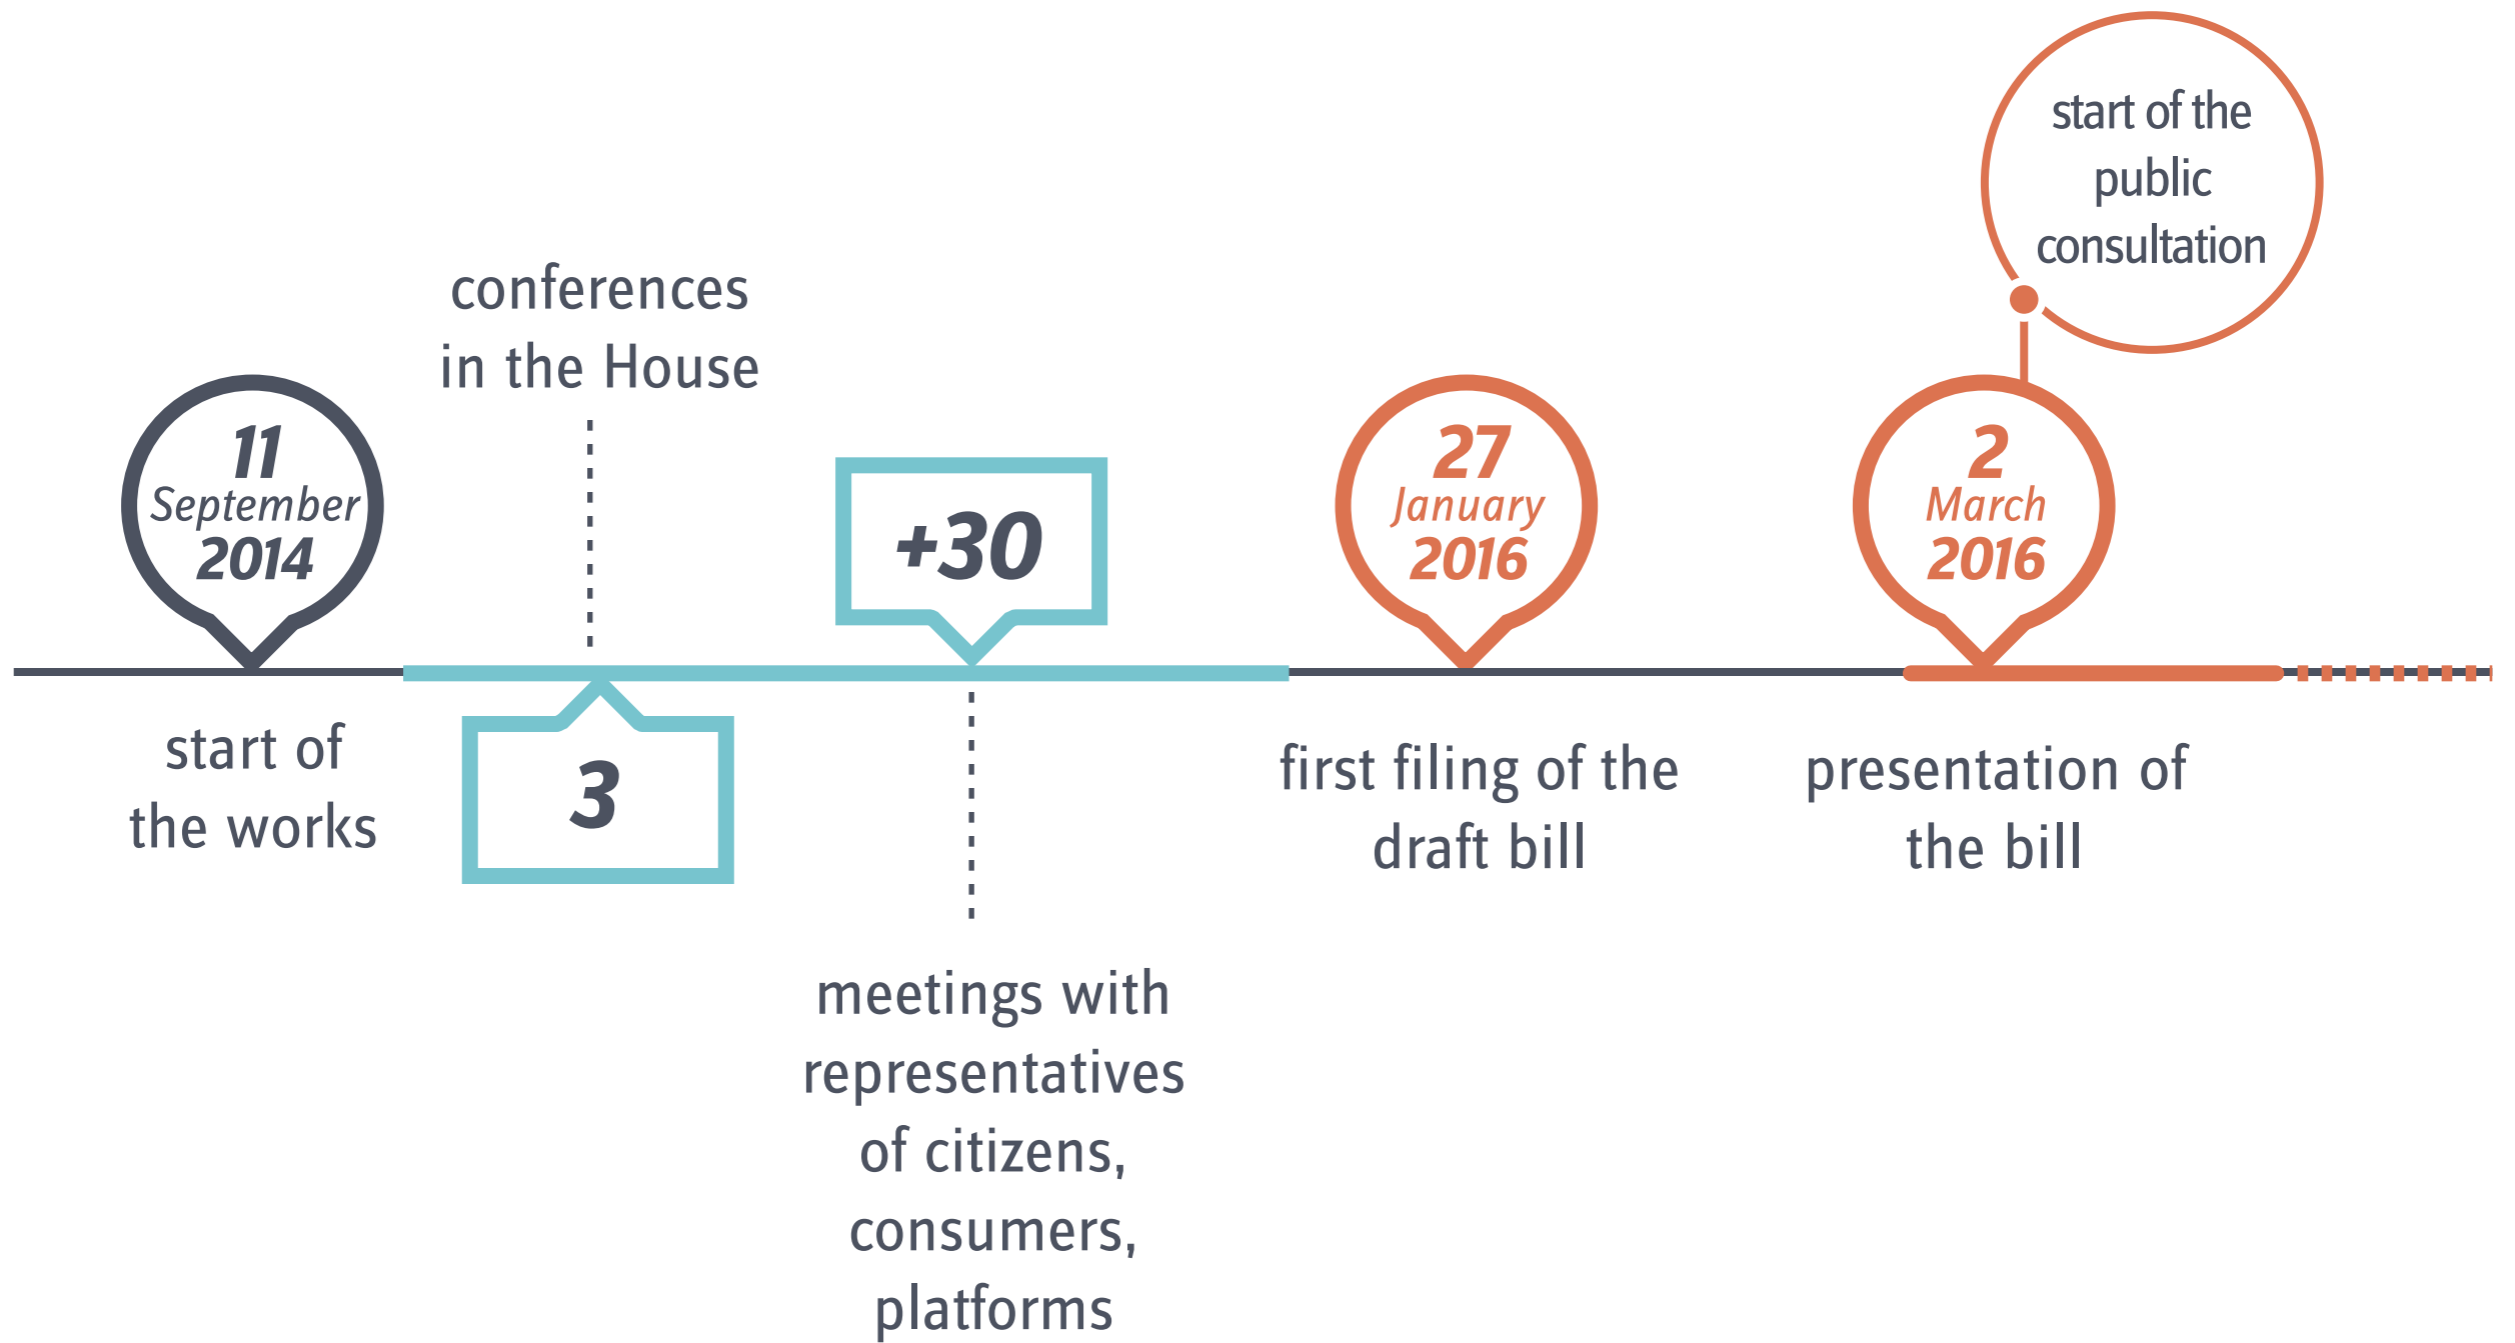 start of the
public
consultation
conferences
in the House
11
September
2014
+30
27
January
2016
2
March
2016
start of
the works
3
first filing of the
draft bill
presentation of
the bill
meetings with
representatives
of citizens,
consumers,
platforms